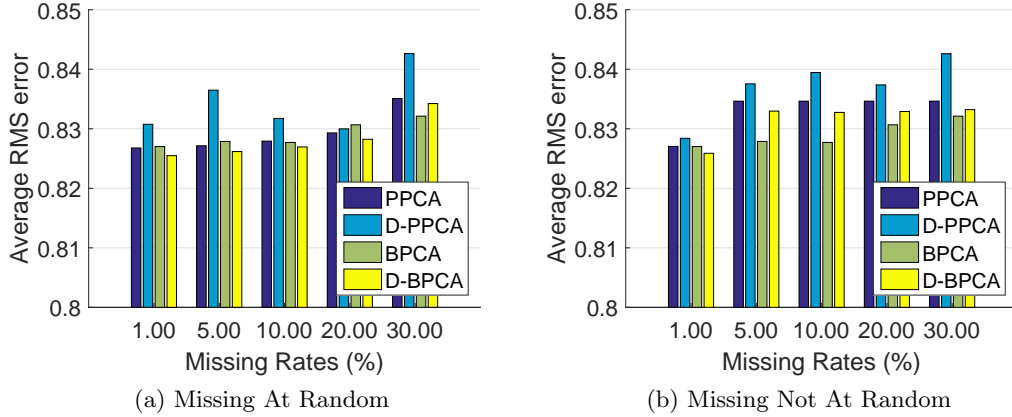 0.85
0.84
0.83
0.82
0.81
0.8
Average RMS error
1.00 5.00 10.00 20.00 30.00
Missing Rates (%)
PPCA
D-PPCA
BPCA
D-BPCA
(a) Missing At Random
0.85
0.84
0.83
0.82
0.81
0.8
Average RMS error
1.00 5.00 10.00 20.00 30.00
Missing Rates (%)
PPCA
D-PPCA
BPCA
D-BPCA
(b) Missing Not At Random